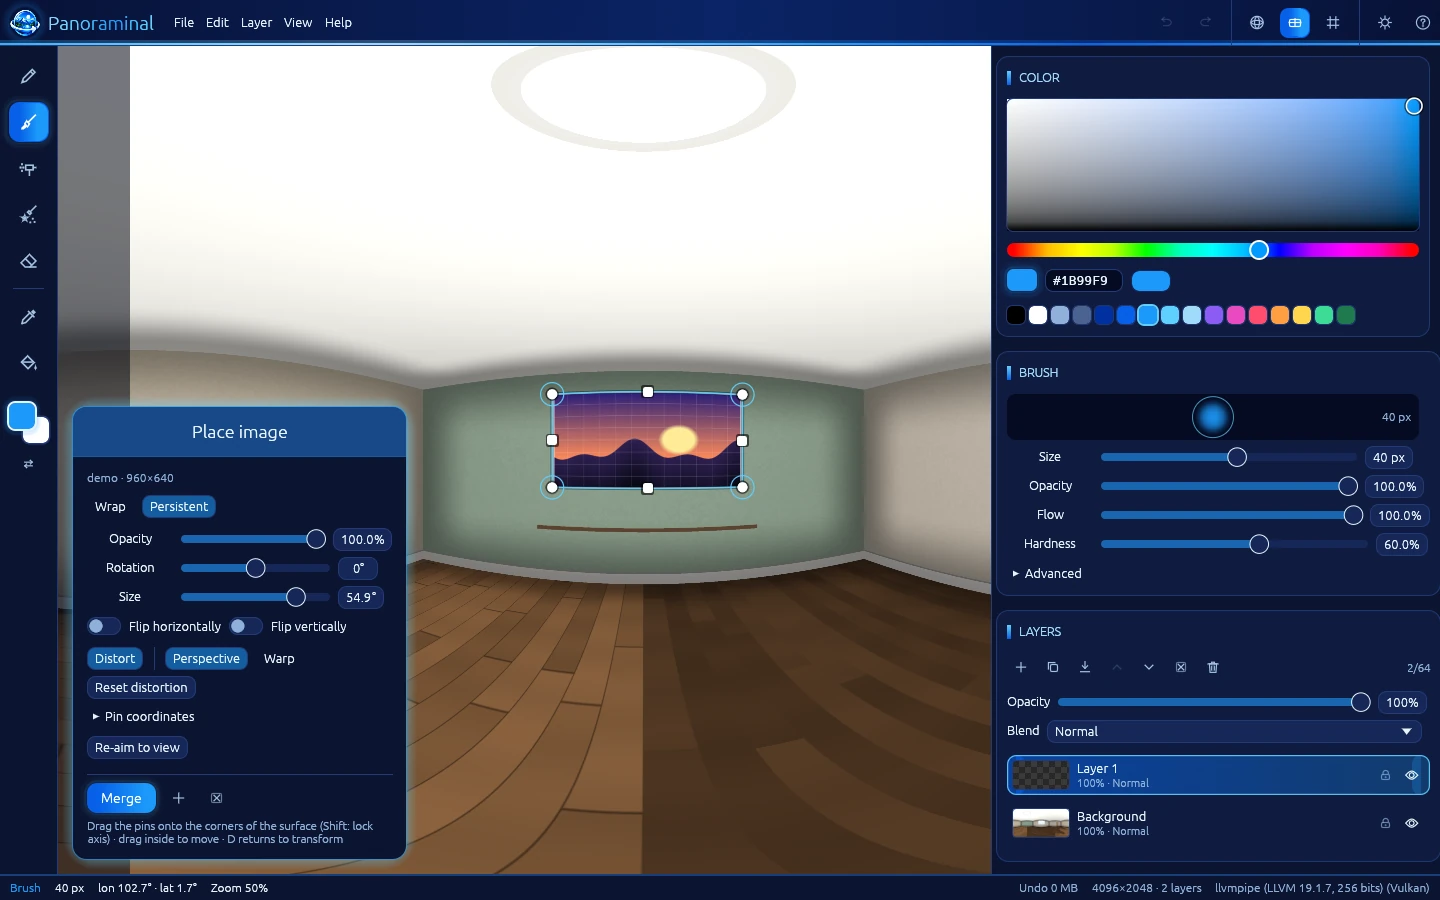 Panoraminal File Edit Layer View Help
COLOR
#1B99F9
BRUSH
40 px
Size 40 px
Opacity 100.0%
Flow 100.0%
Hardness 60.0%
▸ Advanced
LAYERS
2/64
Opacity 100%
Blend Normal
Layer 1
100% · Normal
Background
100% · Normal
Place image
demo · 960×640
Wrap Persistent
Opacity 100.0%
Rotation 0°
Size 54.9°
Flip horizontally Flip vertically
Distort Perspective Warp
Reset distortion
▸ Pin coordinates
Re-aim to view
Merge
Drag the pins onto the corners of the surface (Shift: lock
axis) · drag inside to move · D returns to transform
Brush 40 px lon 102.7° · lat 1.7° Zoom 50% Undo 0 MB 4096×2048 · 2 layers llvmpipe (LLVM 19.1.7, 256 bits) (Vulkan)